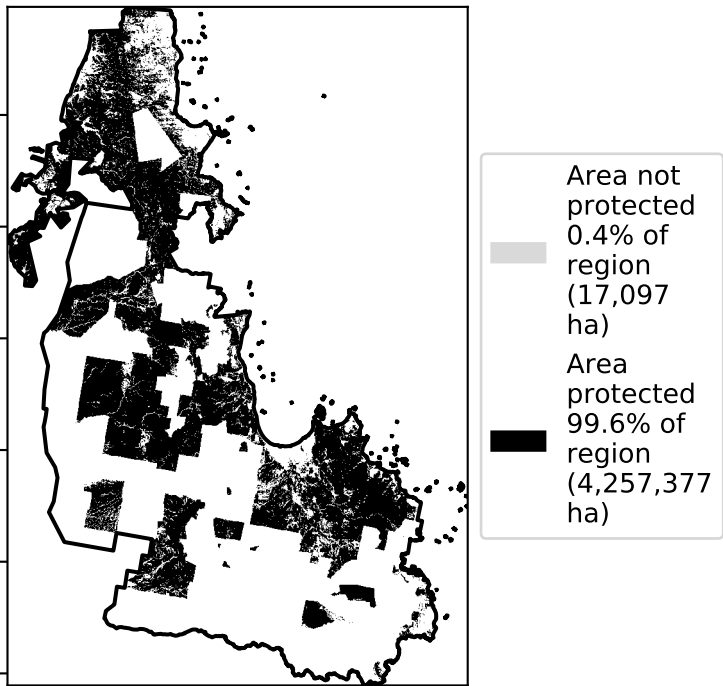 Area not
protected
0.4% of
region
(17,097
ha)
Area
protected
99.6% of
region
(4,257,377
ha)